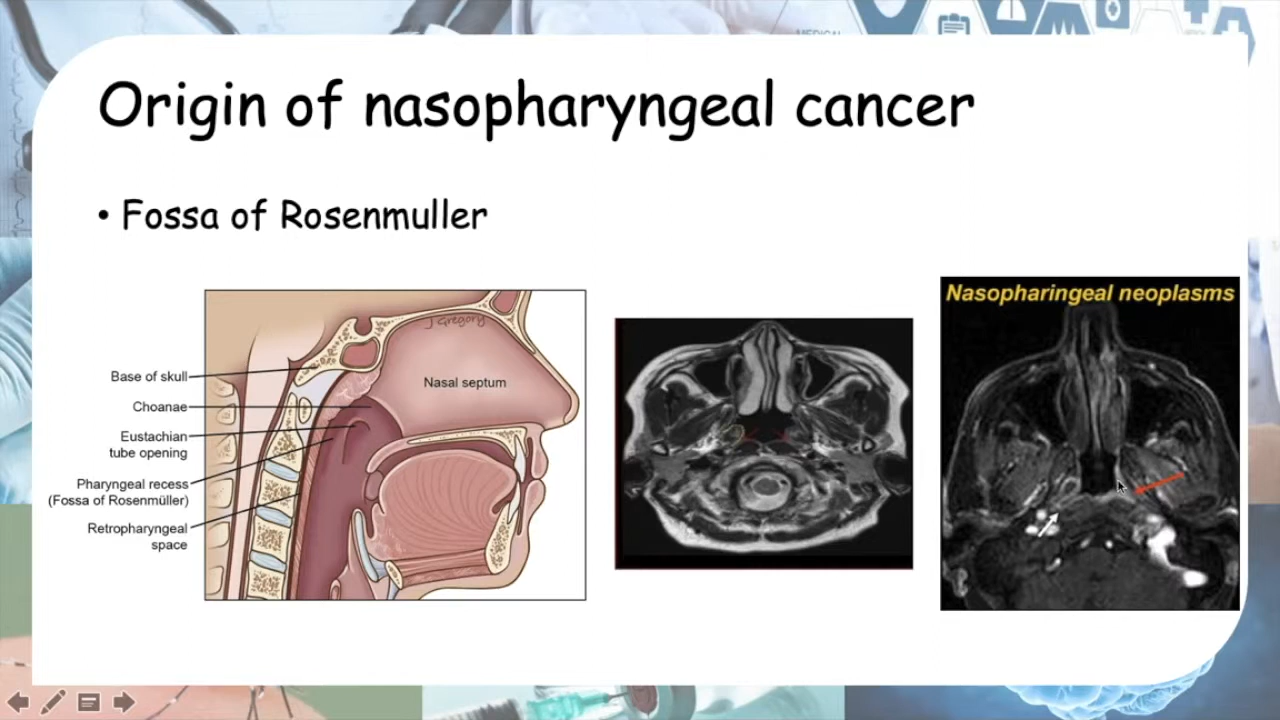 MEDICAL
Origin of nasopharyngeal cancer
• Fossa of Rosenmuller
J Gregory
Nasal septum
Base of skull
Choanae
Eustachian
tube opening
Pharyngeal recess
(Fossa of Rosenmüller)
Retropharyngeal
space
Nasopharingeal neoplasms